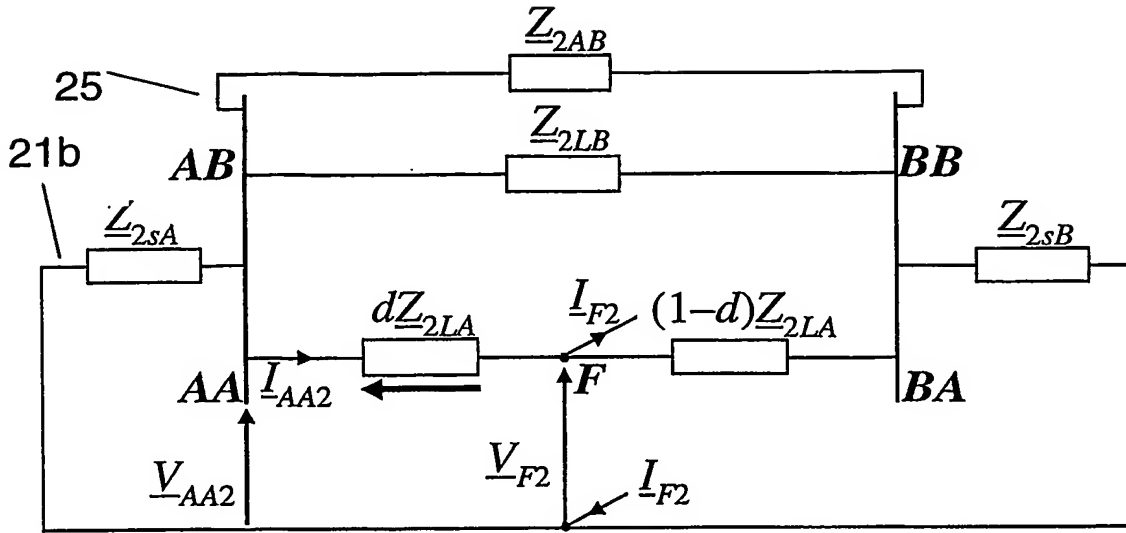 Z2AB
25
Z2LB
21b
AB
BB
Z2sA
Z2sB
dZ2LA
IF2
(1–d)Z2LA
AA
IAA2
F
BA
VAA2
VF2
IF2